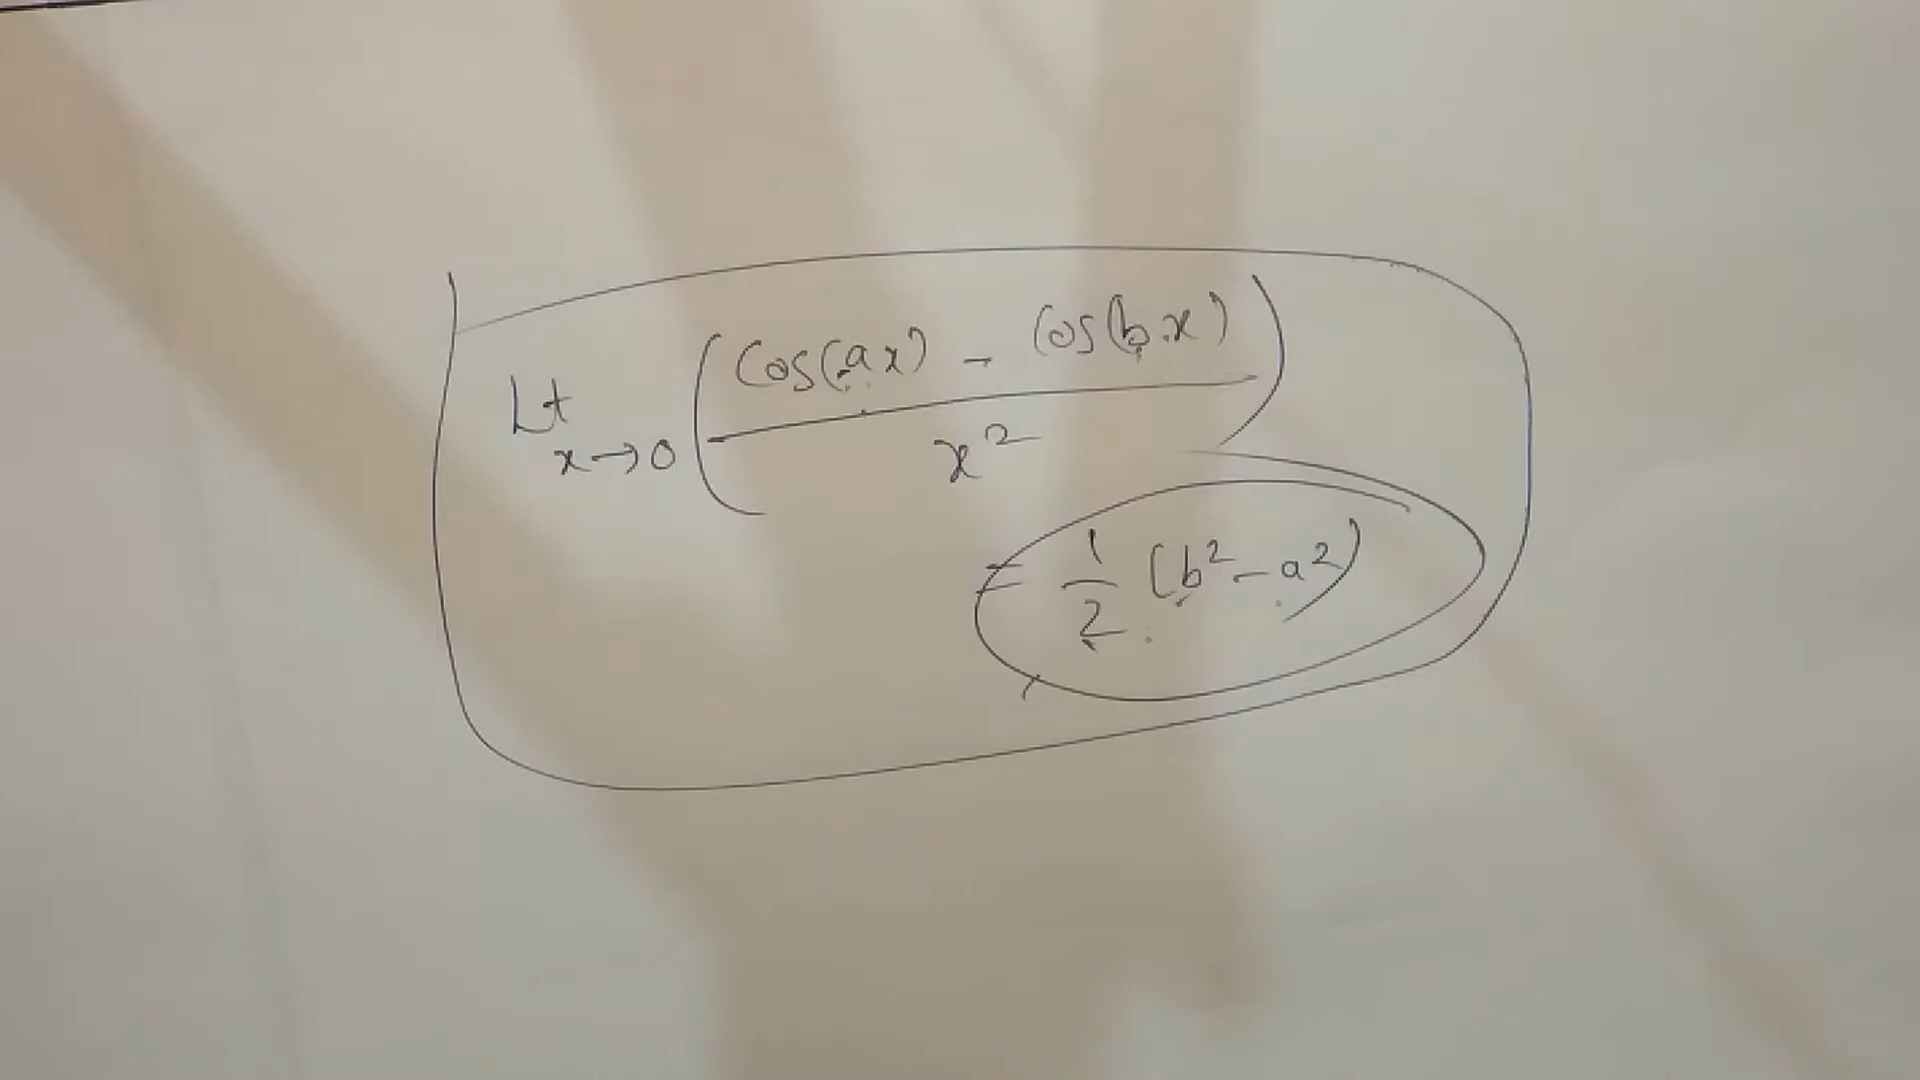 Lt x→0 (Cos(ax) - Cos(bx) / x²)
= 1/2 (b² - a²)